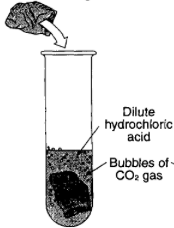 Dilute
hydrochloric
acid
Bubbles of
CO₂ gas